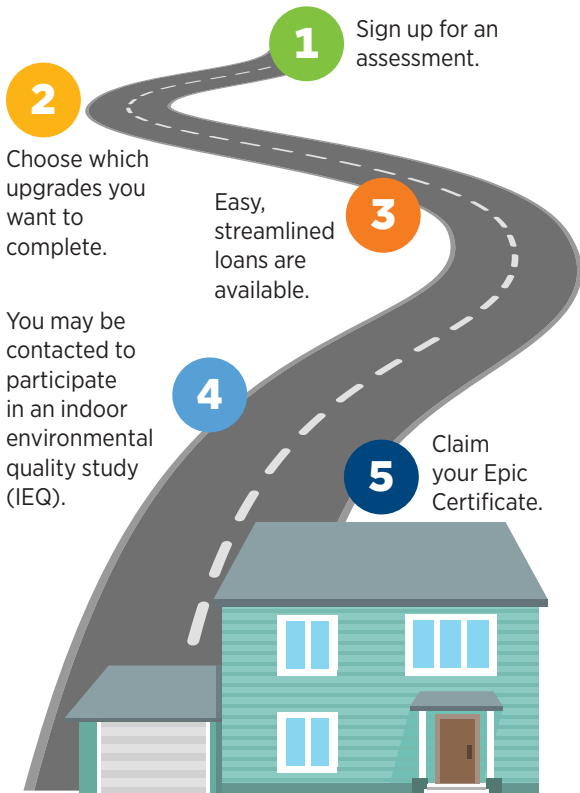 1
Sign up for an
assessment.
2
Choose which
upgrades you
want to
complete.
3
Easy,
streamlined
loans are
available.
4
You may be
contacted to
participate
in an indoor
environmental
quality study
(IEQ).
5
Claim
your Epic
Certificate.